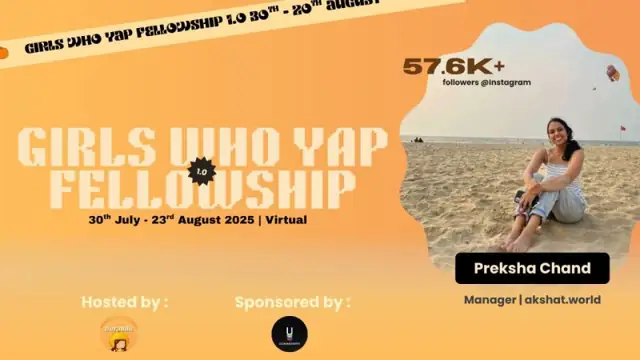 GIRLS WHO YAP FELLOWSHIP 1.0 30TH - 20TH AUGUST
57.6K+
followers @instagram
GIRLS WHO YAP
1.0
FELLOWSHIP
30th July - 23rd August 2025 | Virtual
Preksha Chand
Manager | akshat.world
Hosted by :
Sponsored by :